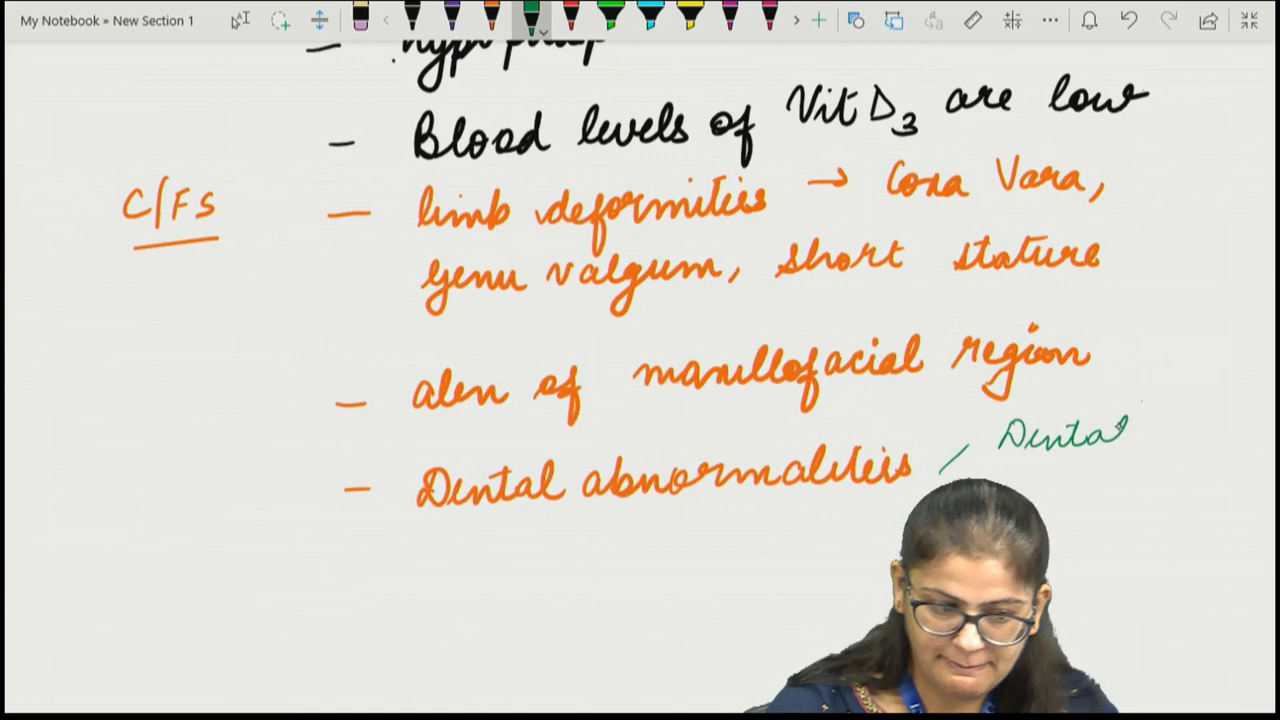 My Notebook » New Section 1
- Blood levels of Vit D3 are low
C/Fs - limb deformities → Coxa Vara,
genu valgum, short stature
- of maxillofacial region
- Dental abnormalities Dental